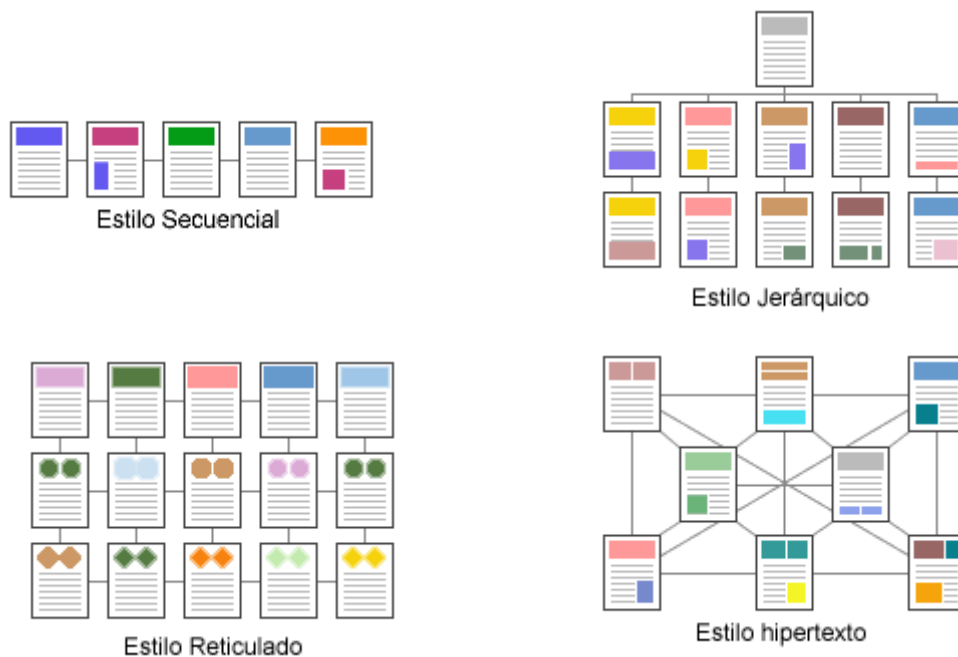 Estilo Secuencial
Estilo Jerárquico
Estilo Reticulado
Estilo hipertexto